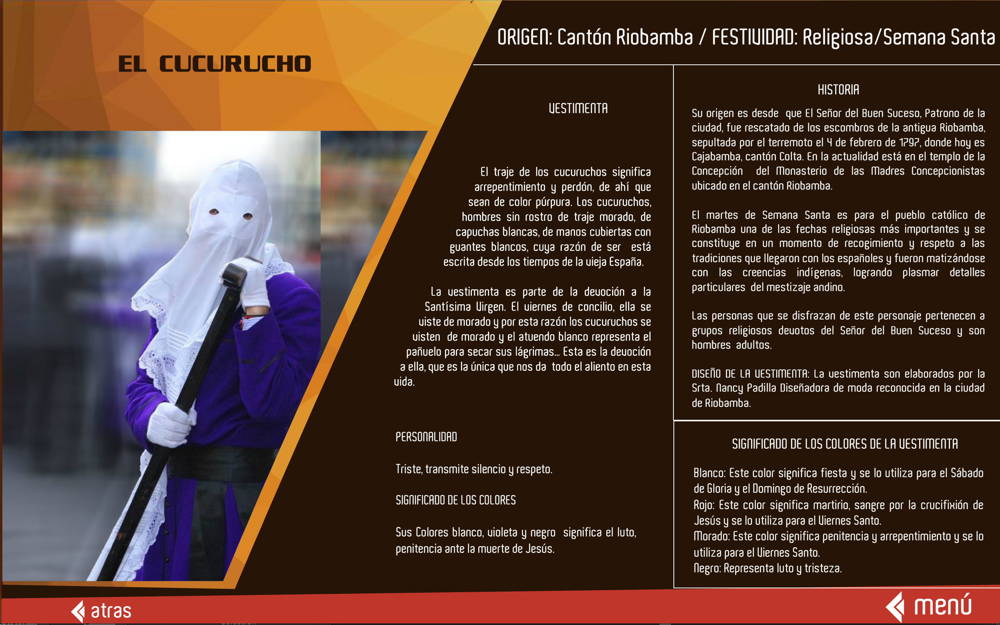 EL CUCURUCHO
ORIGEN: Cantón Riobamba / FESTIVIDAD: Religiosa/Semana Santa
VESTIMENTA
El traje de los cucuruchos significa
arrepentimiento y perdón, de ahí que
sean de color púrpura. Los cucuruchos,
hombres sin rostro de traje morado, de
capuchas blancas, de manos cubiertas con
guantes blancos, cuya razón de ser está
escrita desde los tiempos de la vieja España.
La vestimenta es parte de la devoción a la
Santísima Virgen. El viernes de concilio, ella se
viste de morado y por esta razón los cucuruchos se
visten de morado y el atuendo blanco representa el
pañuelo para secar sus lágrimas... Esta es la devoción
a ella, que es la única que nos da todo el aliento en esta
vida.
PERSONALIDAD
Triste, transmite silencio y respeto.
SIGNIFICADO DE LOS COLORES
Sus Colores blanco, violeta y negro significa el luto,
penitencia ante la muerte de Jesús.
HISTORIA
Su origen es desde que El Señor del Buen Suceso, Patrono de la
ciudad, fue rescatado de los escombros de la antigua Riobamba,
sepultada por el terremoto el 4 de febrero de 1797, donde hoy es
Cajabamba, cantón Colta. En la actualidad está en el templo de la
Concepción del Monasterio de las Madres Concepcionistas
ubicado en el cantón Riobamba.
El martes de Semana Santa es para el pueblo católico de
Riobamba una de las fechas religiosas más importantes y se
constituye en un momento de recogimiento y respeto a las
tradiciones que llegaron con los españoles y fueron matizándose
con las creencias indígenas, logrando plasmar detalles
particulares del mestizaje andino.
Las personas que se disfrazan de este personaje pertenecen a
grupos religiosos devotos del Señor del Buen Suceso y son
hombres adultos.
DISEÑO DE LA VESTIMENTA: La vestimenta son elaborados por la
Srta. Nancy Padilla Diseñadora de moda reconocida en la ciudad
de Riobamba.
SIGNIFICADO DE LOS COLORES DE LA VESTIMENTA
Blanco: Este color significa fiesta y se lo utiliza para el Sábado
de Gloria y el Domingo de Resurrección.
Rojo: Este color significa martirio, sangre por la crucifixión de
Jesús y se lo utiliza para el Viernes Santo.
Morado: Este color significa penitencia y arrepentimiento y se lo
utiliza para el Viernes Santo.
Negro: Representa luto y tristeza.
atras
menú